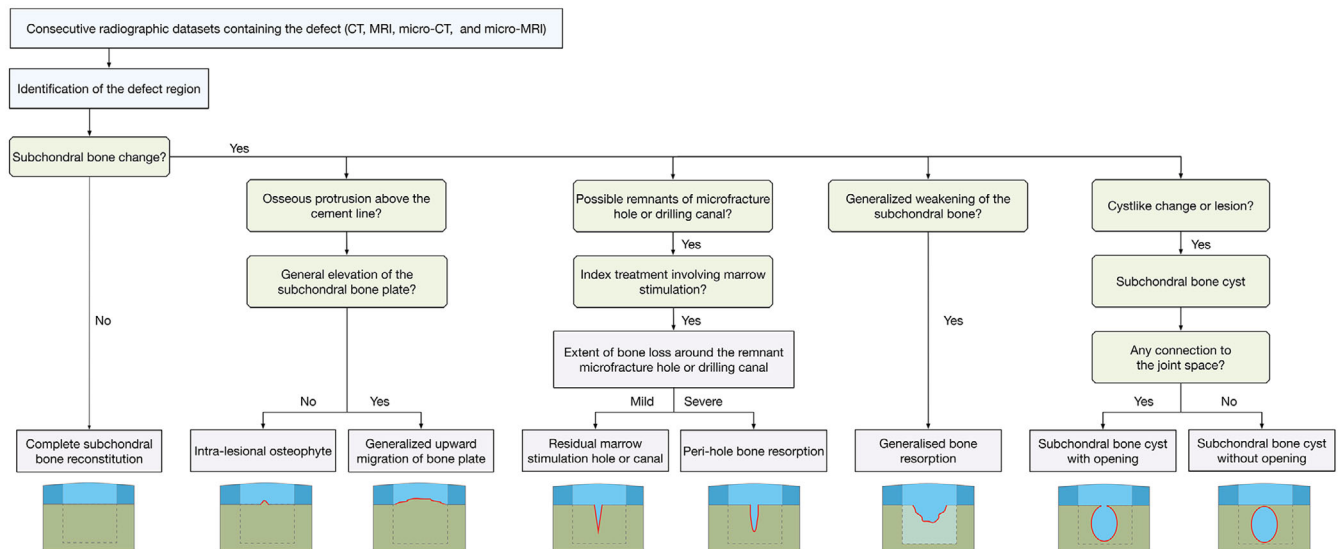 Consecutive radiographic datasets containing the defect (CT, MRI, micro-CT, and micro-MRI)
Identification of the defect region
Subchondral bone change?
Yes
No
Osseous protrusion above the
cement line?
General elevation of the
subchondral bone plate?
No
Yes
Possible remnants of microfracture
hole or drilling canal?
Yes
Index treatment involving marrow
stimulation?
Yes
Extent of bone loss around the remnant
microfracture hole or drilling canal
Mild
Severe
Generalized weakening of the
subchondral bone?
Yes
Cystlike change or lesion?
Yes
Subchondral bone cyst
Any connection to
the joint space?
Yes
No
Complete subchondral
bone reconstitution
Intra-lesional osteophyte
Generalized upward
migration of bone plate
Residual marrow
stimulation hole or canal
Peri-hole bone resorption
Generalised bone
resorption
Subchondral bone cyst
with opening
Subchondral bone cyst
without opening